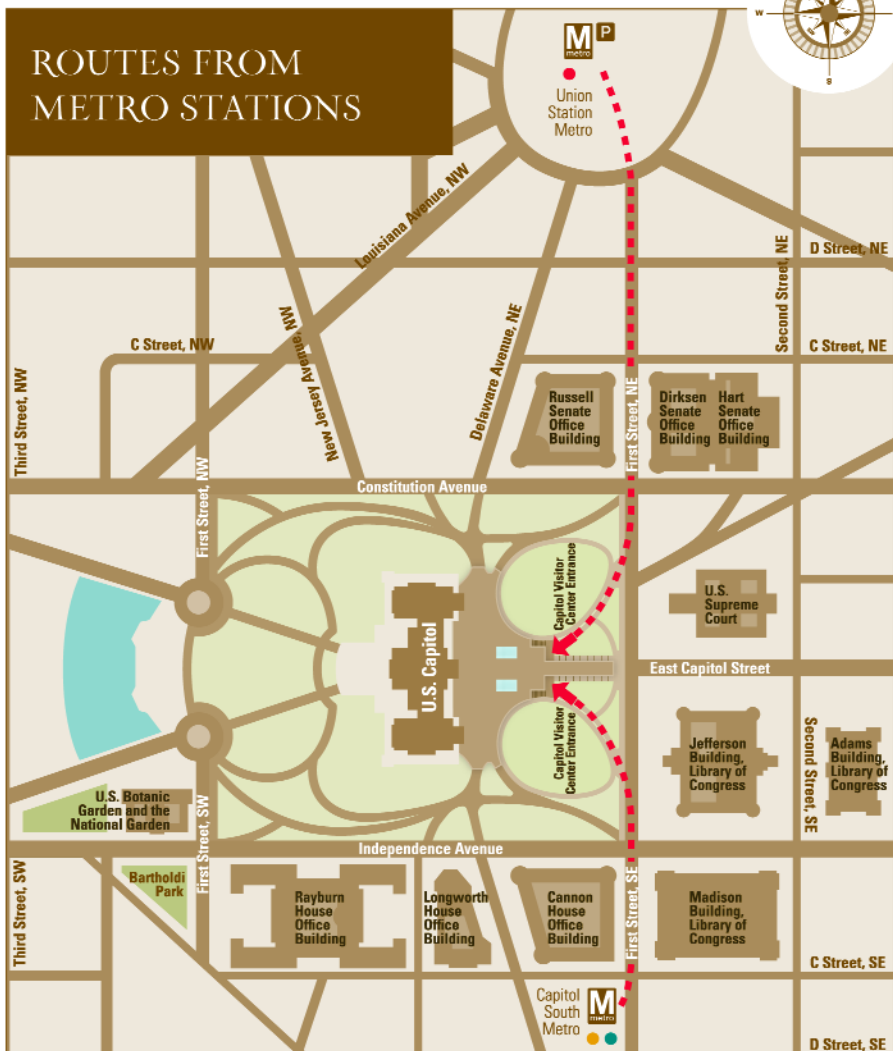 ROUTES FROM
METRO STATIONS
W
S
M
metro
P
Union
Station
Metro
Louisiana Avenue, NW
D Street, NE
Second Street, NE
C Street, NW
New Jersey Avenue, NW
Delaware Avenue, NE
C Street, NE
Third Street, NW
First Street, NE
Russell
Senate
Office
Building
Dirksen
Senate
Office
Building
Hart
Senate
Office
Building
Constitution Avenue
First Street, NW
Capitol Visitor
Center Entrance
U.S.
Supreme
Court
U.S. Capitol
East Capitol Street
Capitol Visitor
Center Entrance
Jefferson
Building,
Library of
Congress
Second Street, SE
Adams
Building,
Library of
Congress
U.S. Botanic
Garden and the
National Garden
First Street, SW
Independence Avenue
Third Street, SW
Bartholdi
Park
Rayburn
House
Office
Building
Longworth
House
Office
Building
Cannon
House
Office
Building
First Street, SE
Madison
Building,
Library of
Congress
C Street, SE
Capitol
South
Metro
M
metro
D Street, SE